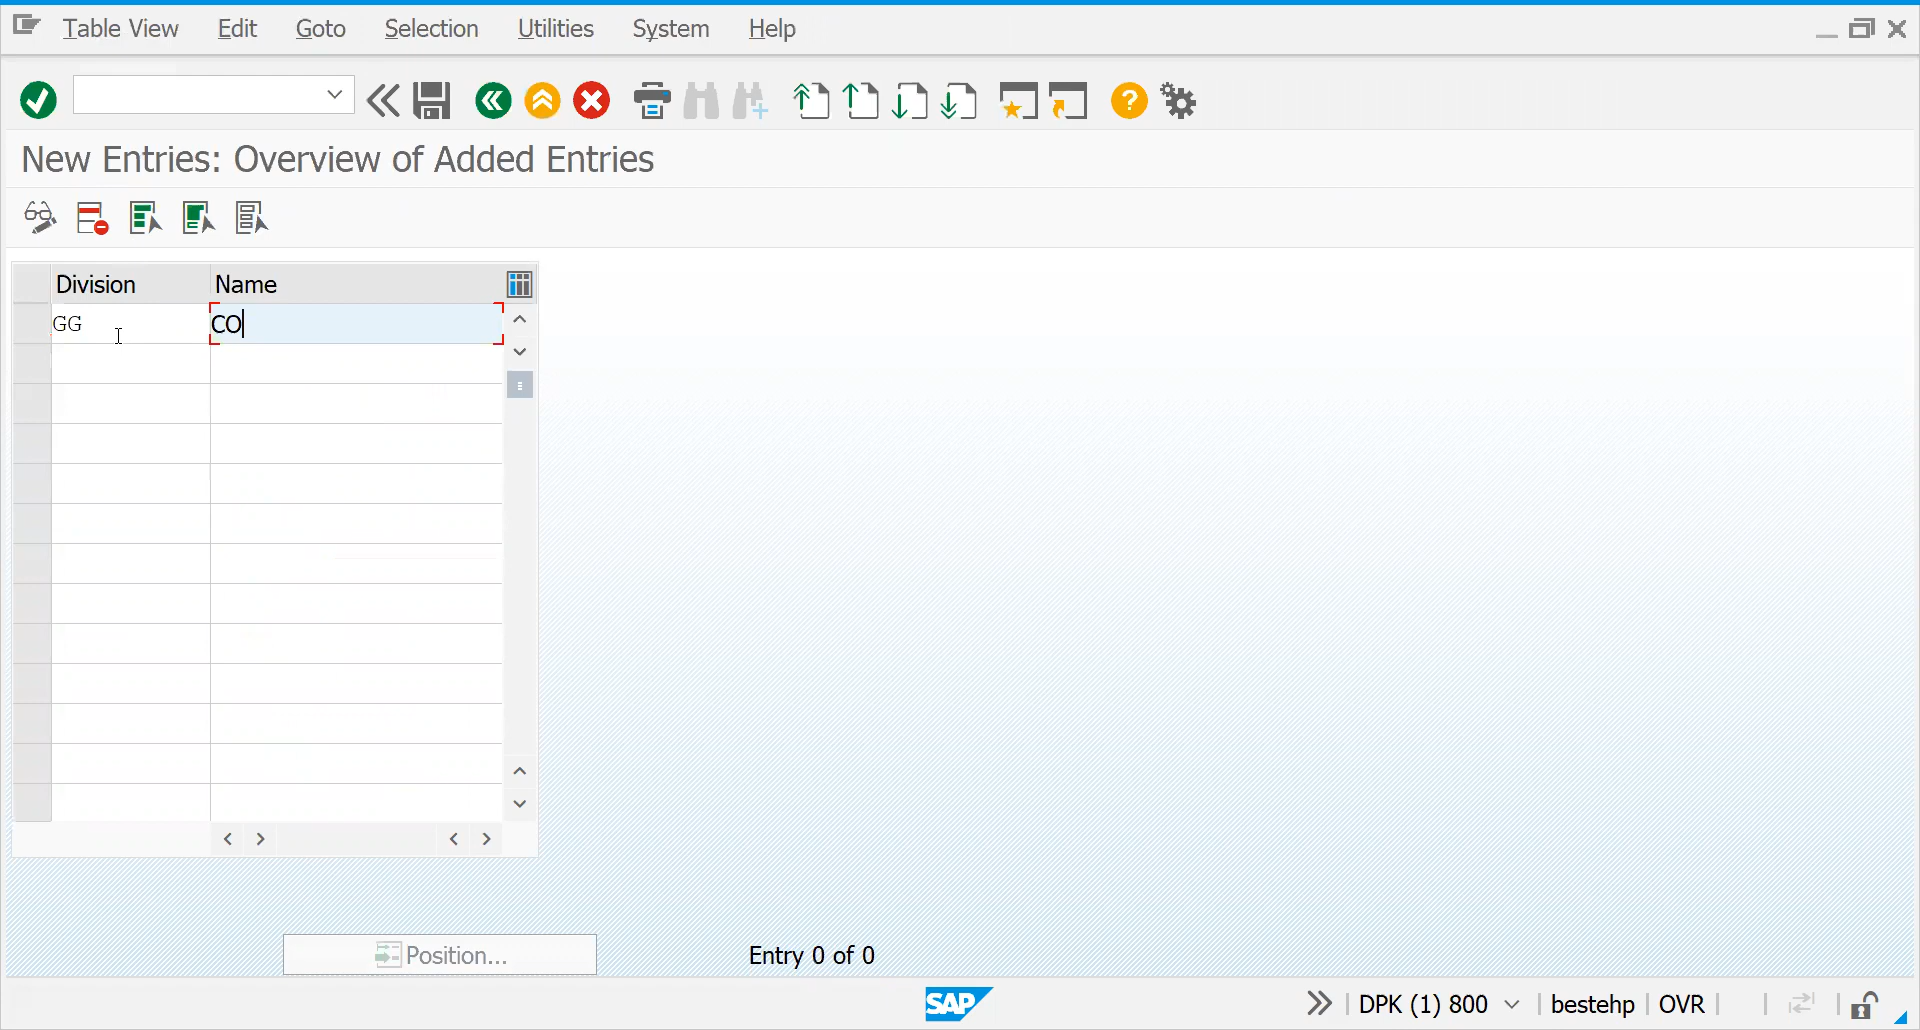 Table View Edit Goto Selection Utilities System Help
New Entries: Overview of Added Entries
Division Name
GG CO
Position... Entry 0 of 0
SAP DPK (1) 800 bestehp OVR